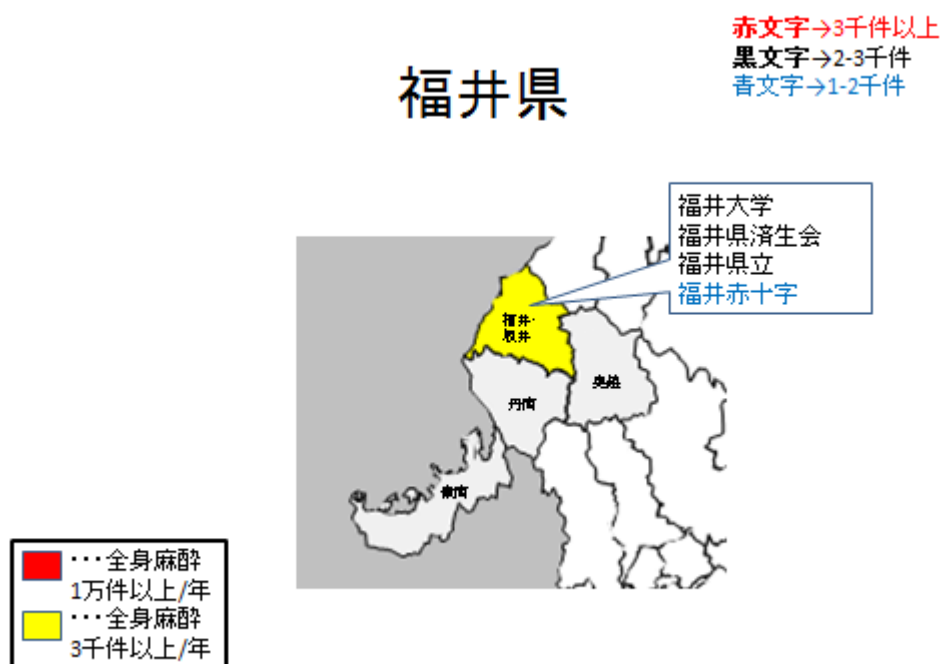 赤文字→3千件以上
黒文字→2-3千件
青文字→1-2千件
福井県
福井大学
福井県済生会
福井県立
福井赤十字
福井・
坂井
奥越
丹南
嶺南
・・・全身麻酔
1万件以上/年
・・・全身麻酔
3千件以上/年